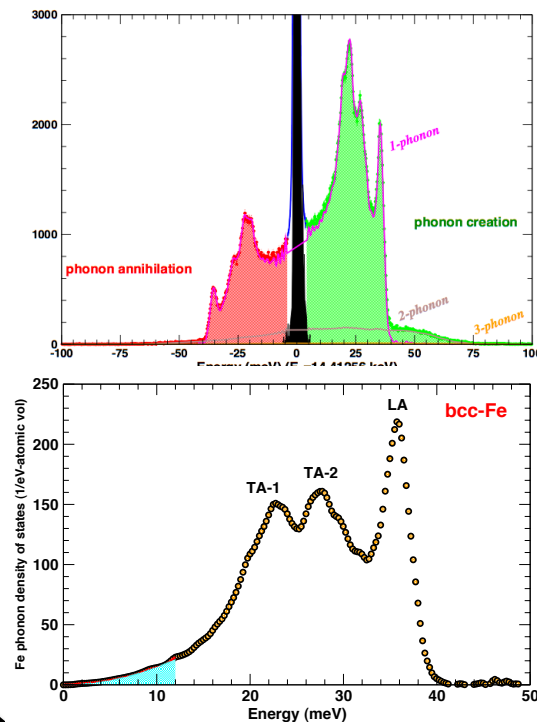 3000
2000
1-phonon
phonon creation
1000
phonon annihilation
2-phonon
3-phonon
0
-100 -75 -50 -25 0 25 50 75 100
250
LA
bcc-Fe
200
TA-1
TA-2
150
100
50
0
0 10 20 30 40 50
Energy (meV)
Fe phonon density of states (1/eV-atomic vol)